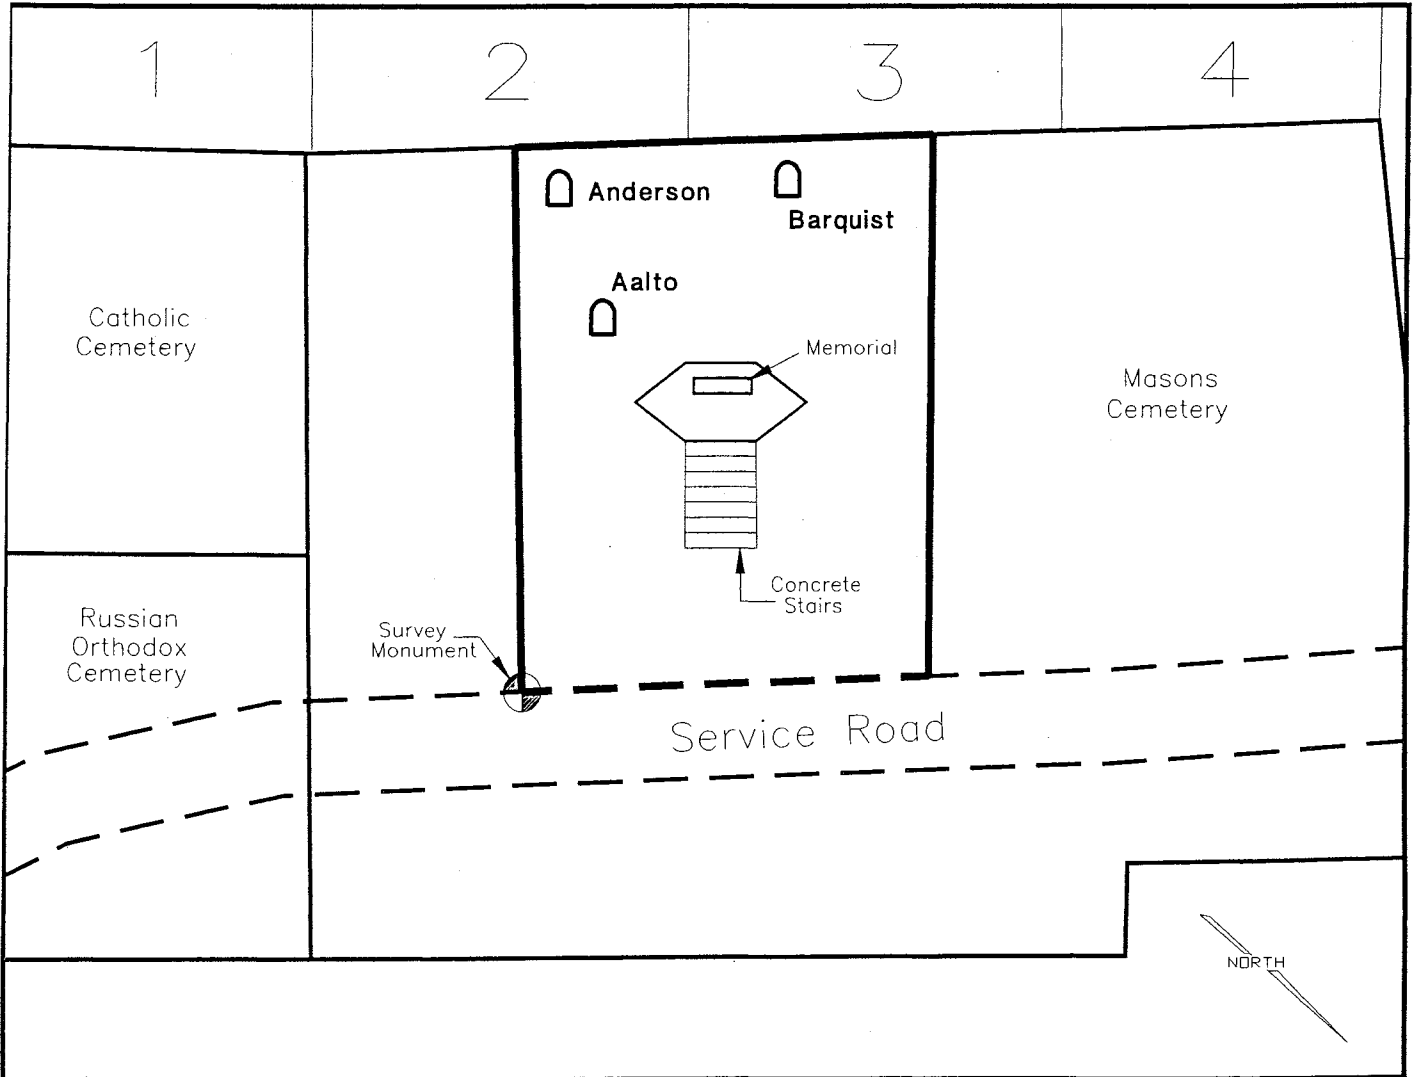 1
2
3
4
Anderson
Barquist
Aalto
Catholic
Cemetery
Memorial
Masons
Cemetery
Concrete
Stairs
Russian
Orthodox
Cemetery
Survey
Monument
Service Road
NORTH